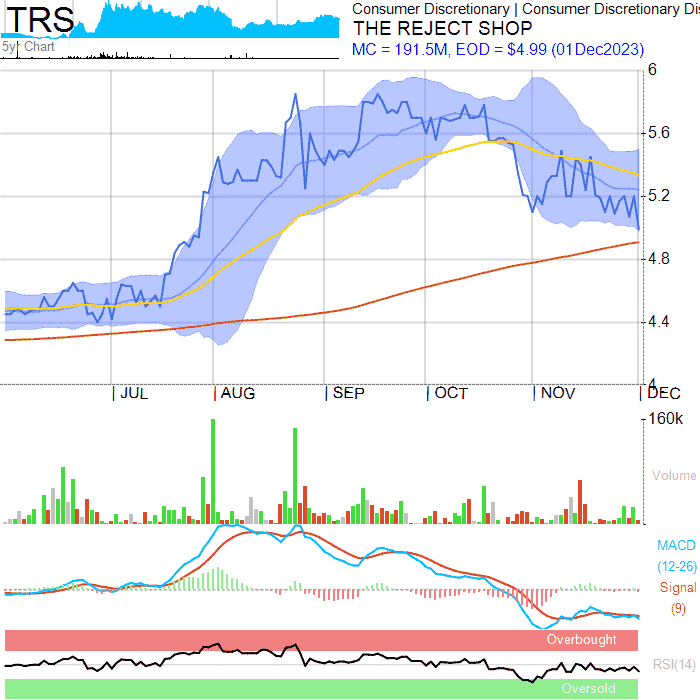 TRS
5yr Chart
Consumer Discretionary | Consumer Discretionary Dis
THE REJECT SHOP
MC = 191.5M, EOD = $4.99 (01Dec2023)
6
5.6
5.2
4.8
4.4
4
| JUL | AUG | SEP | OCT | NOV | DEC
160k
Volume
MACD
(12-26)
Signal
(9)
Overbought
RSI(14)
Oversold